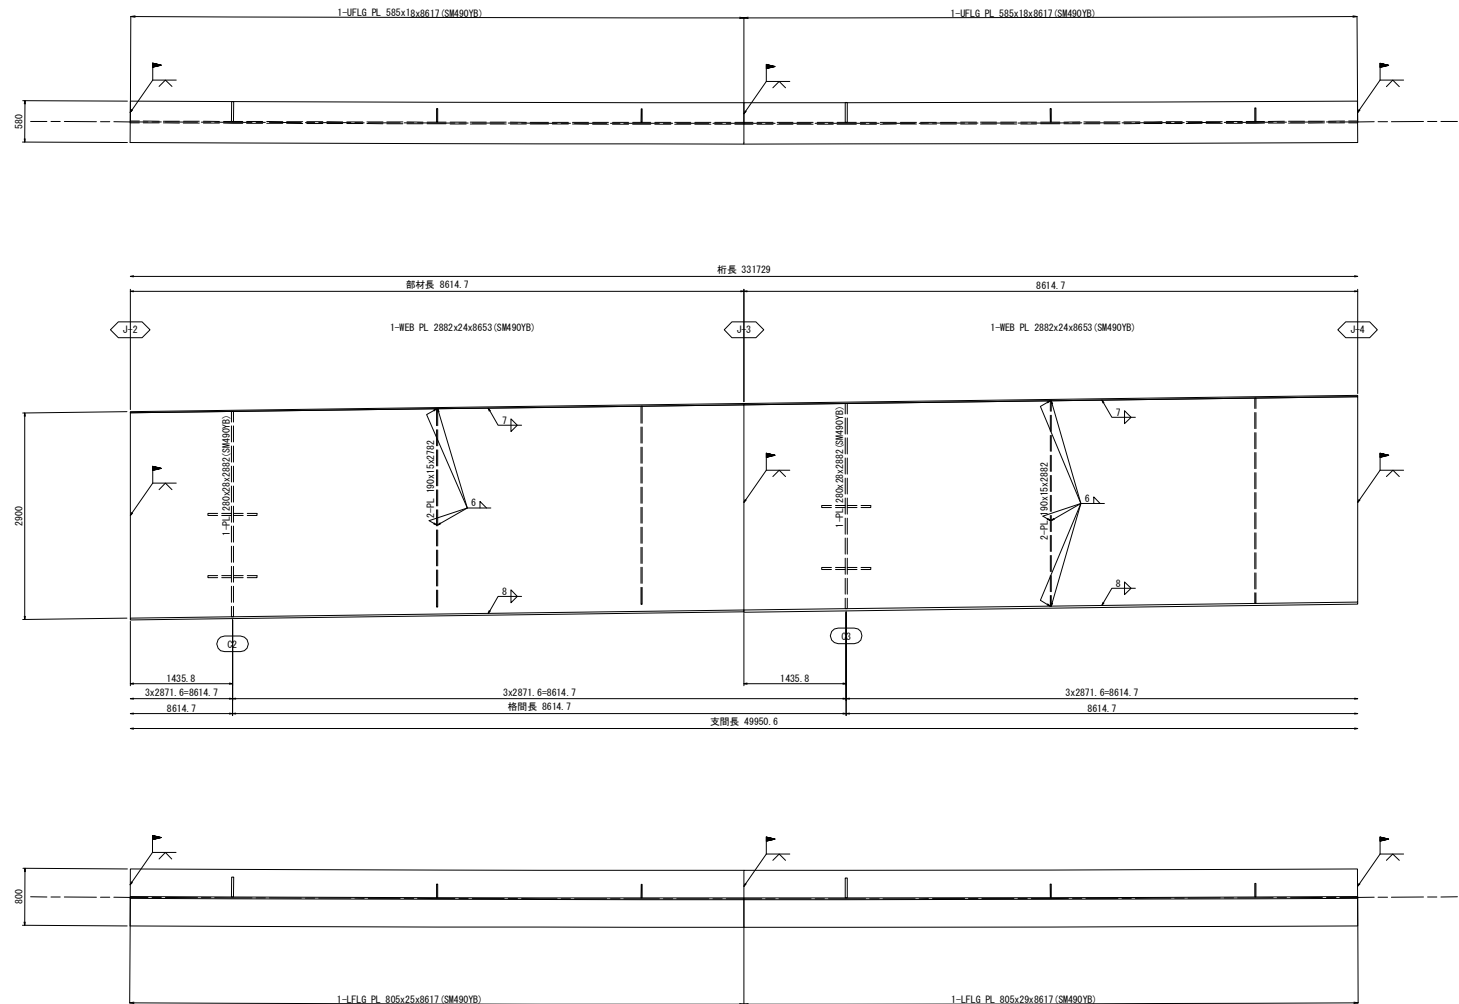 1-UFLG PL 585x18x8617(SM490YB)
1-UFLG PL 585x18x8617(SM490YB)
580
桁長 331729
部材長 8614.7
8614.7
J-2
1-WEB PL 2882x24x8653(SM490YB)
J-3
1-WEB PL 2882x24x8653(SM490YB)
J-4
2900
1-PL 280x28x2882(SM490YB)
2-PL 190x15x2782
7
6
8
1-PL 280x28x2882(SM490YB)
2-PL 190x15x2882
7
6
8
C2
C3
1435.8
1435.8
3x2871.6=8614.7
3x2871.6=8614.7
3x2871.6=8614.7
8614.7
格間長 8614.7
8614.7
支間長 49950.6
800
1-LFLG PL 805x25x8617(SM490YB)
1-LFLG PL 805x29x8617(SM490YB)